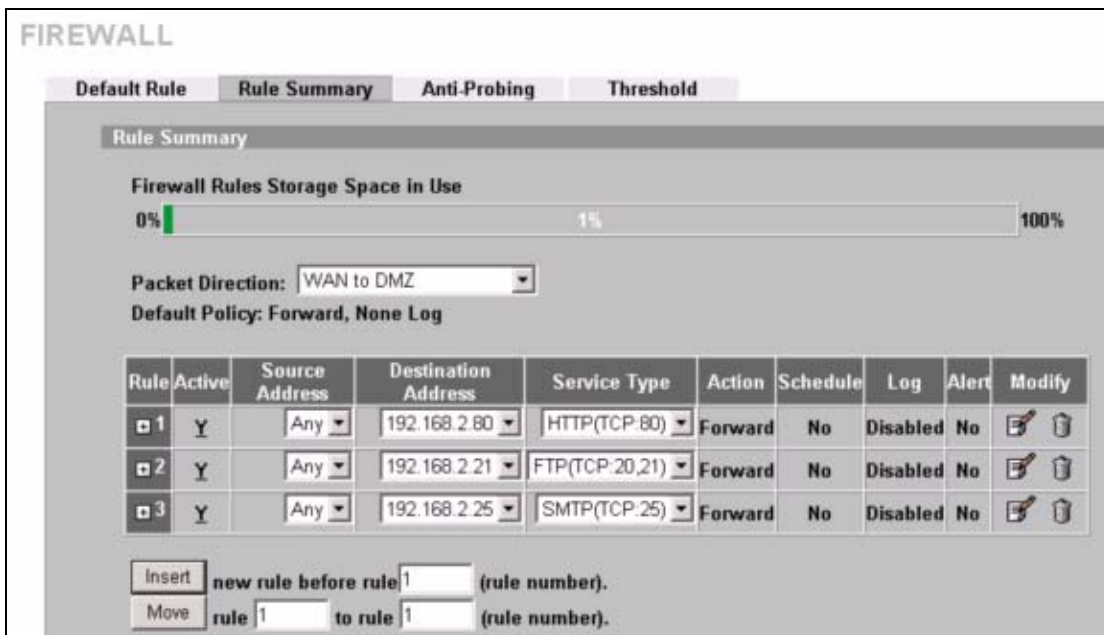 FIREWALL
Default Rule Rule Summary Anti-Probing Threshold
Rule Summary
Firewall Rules Storage Space in Use
0% 1% 100%
Packet Direction: WAN to DMZ
Default Policy: Forward, None Log
Rule Active Source Address Destination Address Service Type Action Schedule Log Alert Modify
1 Y Any 192.168.2.80 HTTP(TCP:80) Forward No Disabled No
2 Y Any 192.168.2.21 FTP(TCP:20,21) Forward No Disabled No
3 Y Any 192.168.2.25 SMTP(TCP:25) Forward No Disabled No
Insert new rule before rule 1 (rule number).
Move rule 1 to rule 1 (rule number).